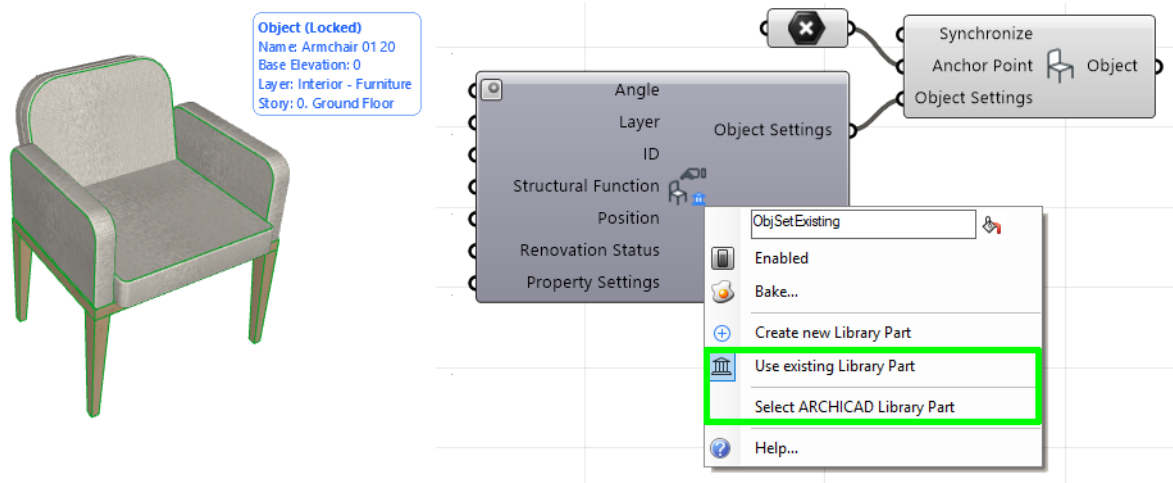 Object (Locked)
Name: Armchair 01 20
Base Elevation: 0
Layer: Interior - Furniture
Story: 0. Ground Floor
Synchronize
Anchor Point
Object Settings
Object
Angle
Layer
ID
Structural Function
Position
Renovation Status
Property Settings
Object Settings
ObjSetExisting
Enabled
Bake...
Create new Library Part
Use existing Library Part
Select ARCHICAD Library Part
Help...